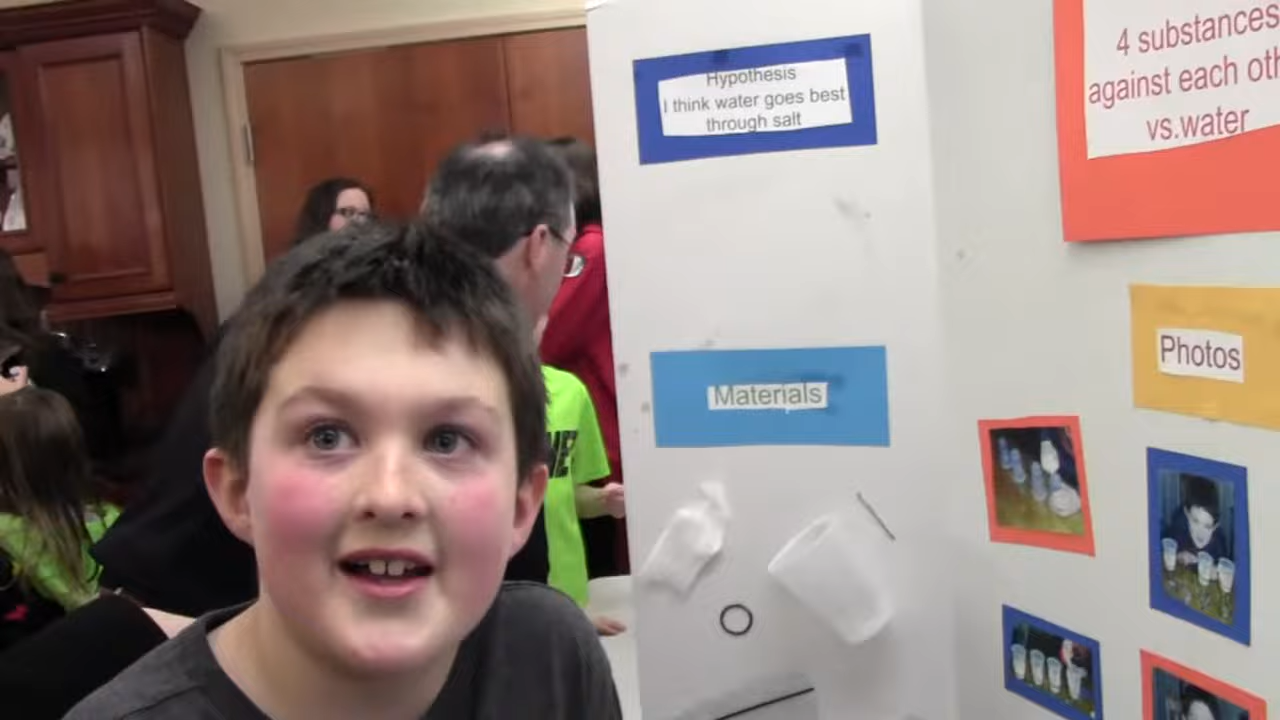 Hypothesis
I think water goes best
through salt
4 substances
against each oth
vs.water
Materials
Photos